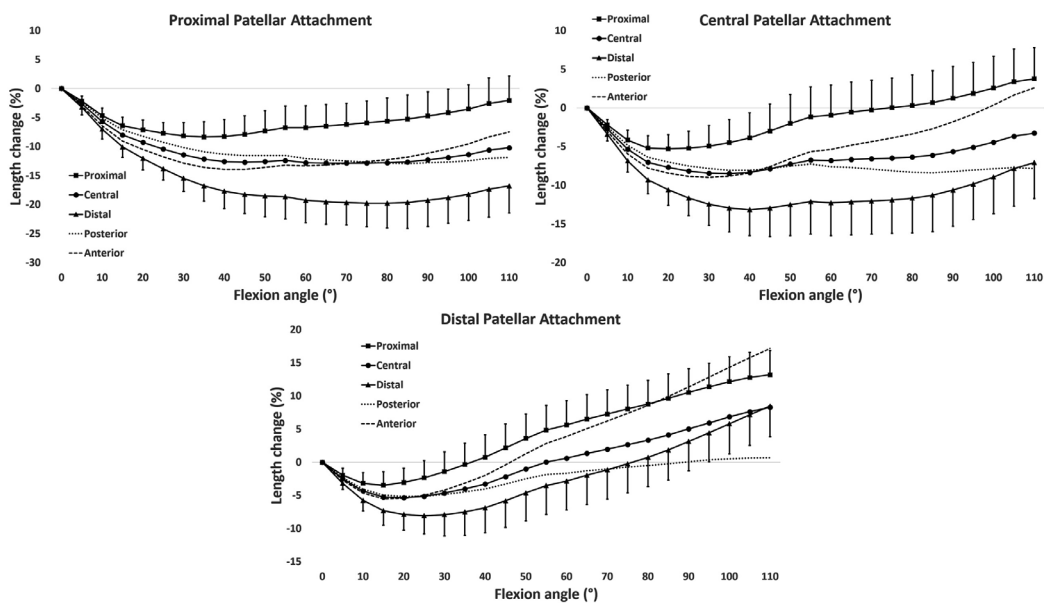 Proximal Patellar Attachment
10
5
0
-5
-10
-15
-20
-25
-30
Length change (%)
Proximal
Central
Distal
Posterior
Anterior
0 10 20 30 40 50 60 70 80 90 100 110
Flexion angle (°)
Central Patellar Attachment
10
5
0
-5
-10
-15
-20
Length change (%)
Proximal
Central
Distal
Posterior
Anterior
0 10 20 30 40 50 60 70 80 90 100 110
Flexion angle (°)
Distal Patellar Attachment
20
15
10
5
0
-5
-10
-15
Length change (%)
Proximal
Central
Distal
Posterior
Anterior
0 10 20 30 40 50 60 70 80 90 100 110
Flexion angle (°)